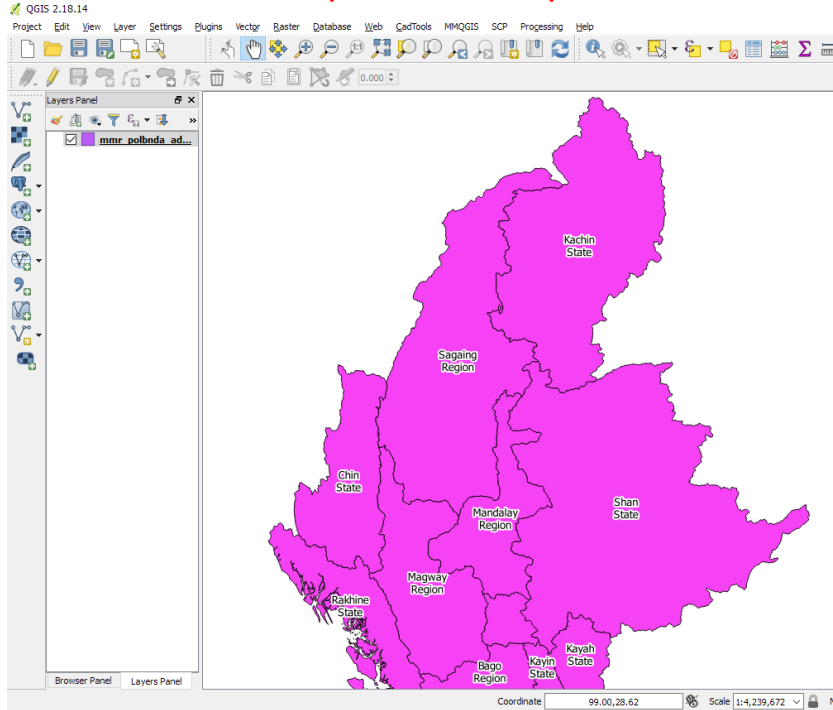 QGIS 2.18.14
Project Edit View Layer Settings Plugins Vector Raster Database Web CadTools MMQGIS SCP Processing Help
0.000
Layers Panel
mmr_polbnda_ad...
Kachin
State
Sagaing
Region
Chin
State
Shan
State
Mandalay
Region
Magway
Region
Rakhine
State
Kayah
State
Kayin
State
Bago
Region
Browser Panel Layers Panel
Coordinate 99.00,28.62 Scale 1:4,239,672